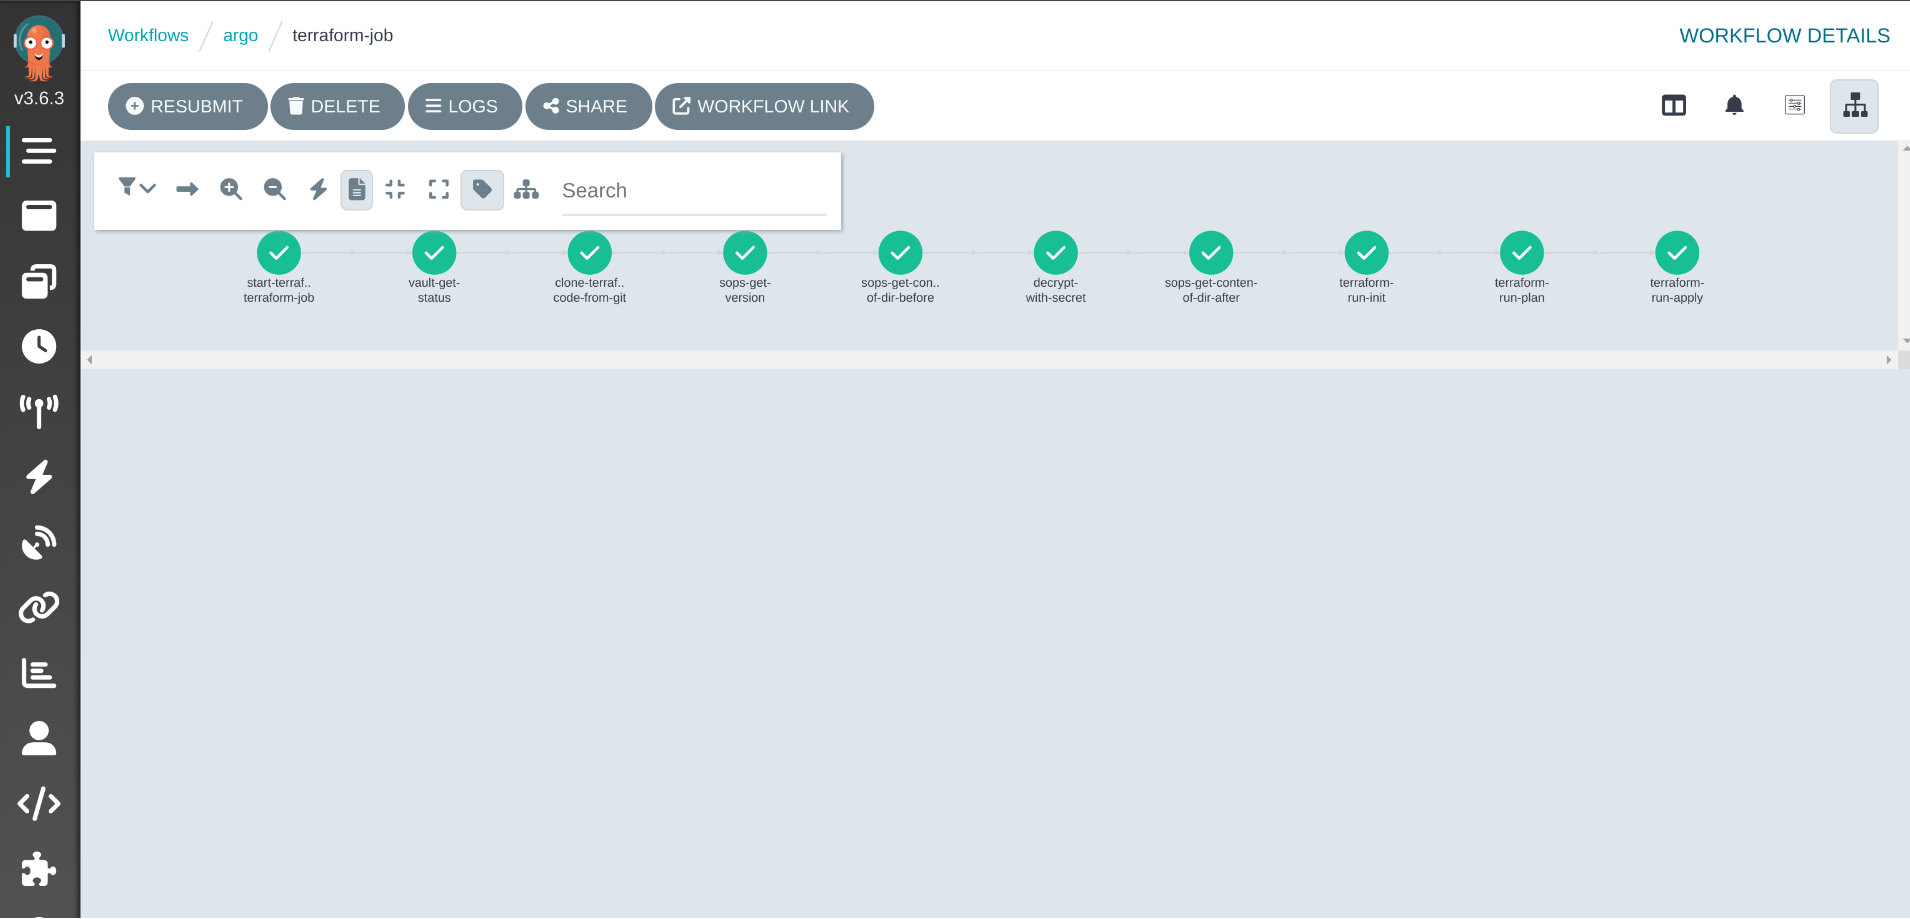 Workflows / argo / terraform-job
WORKFLOW DETAILS
v3.6.3
RESUBMIT DELETE LOGS SHARE WORKFLOW LINK
Search
start-terraf..
terraform-job
vault-get-
status
clone-terraf..
code-from-git
sops-get-
version
sops-get-con..
of-dir-before
decrypt-
with-secret
sops-get-conten-
of-dir-after
terraform-
run-init
terraform-
run-plan
terraform-
run-apply